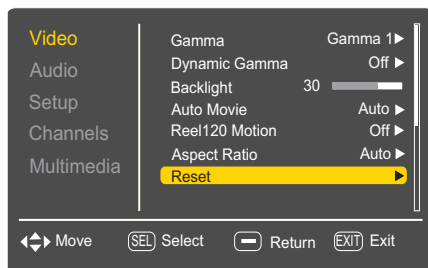 Video
Audio
Setup
Channels
Multimedia
Gamma Gamma 1
Dynamic Gamma Off
Backlight 30
Auto Movie Auto
Reel120 Motion Off
Aspect Ratio Auto
Reset
Move SEL Select Return EXIT Exit